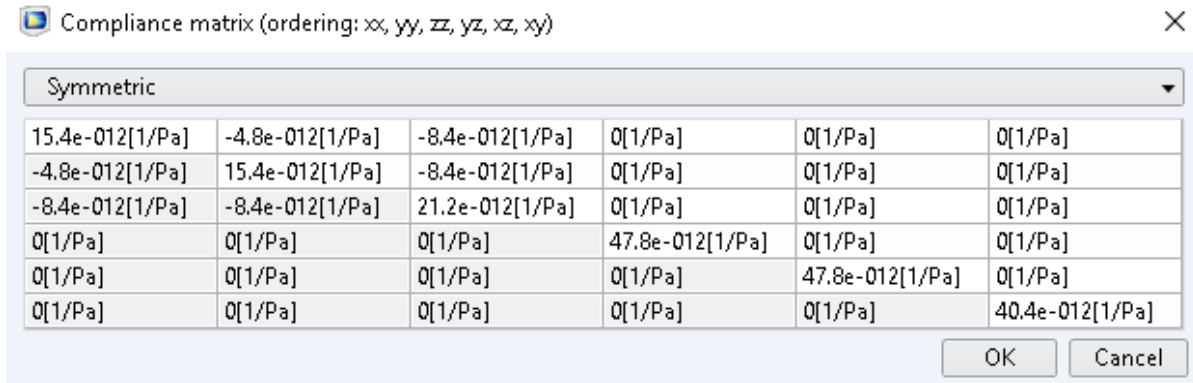 Compliance matrix (ordering: xx, yy, zz, yz, xz, xy)
Symmetric
15.4e-012[1/Pa] -4.8e-012[1/Pa] -8.4e-012[1/Pa] 0[1/Pa] 0[1/Pa] 0[1/Pa]
-4.8e-012[1/Pa] 15.4e-012[1/Pa] -8.4e-012[1/Pa] 0[1/Pa] 0[1/Pa] 0[1/Pa]
-8.4e-012[1/Pa] -8.4e-012[1/Pa] 21.2e-012[1/Pa] 0[1/Pa] 0[1/Pa] 0[1/Pa]
0[1/Pa] 0[1/Pa] 0[1/Pa] 47.8e-012[1/Pa] 0[1/Pa] 0[1/Pa]
0[1/Pa] 0[1/Pa] 0[1/Pa] 0[1/Pa] 47.8e-012[1/Pa] 0[1/Pa]
0[1/Pa] 0[1/Pa] 0[1/Pa] 0[1/Pa] 0[1/Pa] 40.4e-012[1/Pa]
OK Cancel